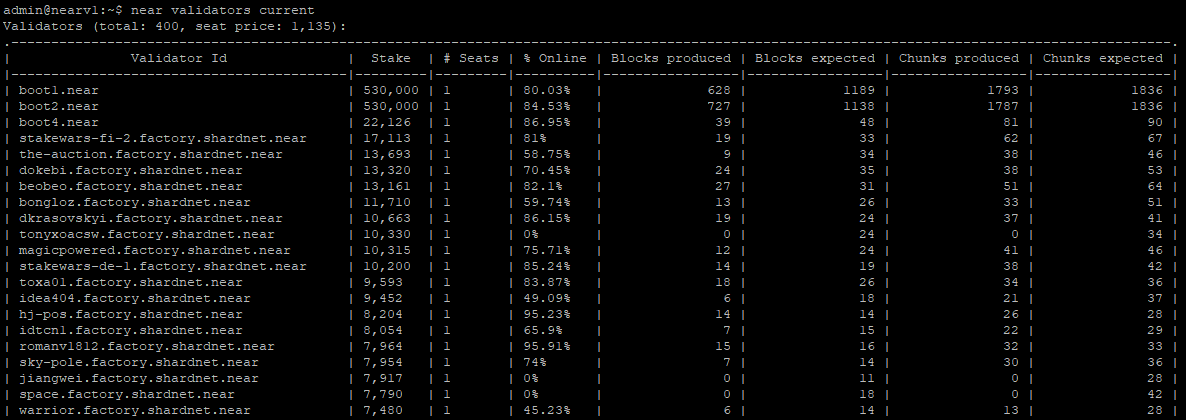 admin@nearv1:~$ near validators current
Validators (total: 400, seat price: 1,135):
.---------------------------------------------------------------------------------------------------------------------------------------------------.
| Validator Id | Stake | # Seats | % Online | Blocks produced | Blocks expected | Chunks produced | Chunks expected |
|--------------------------------------------|---------|---------|----------|-----------------|-----------------|-----------------|-----------------|
| boot1.near | 530,000 | 1 | 80.03% | 628 | 1189 | 1793 | 1836 |
| boot2.near | 530,000 | 1 | 84.53% | 727 | 1138 | 1787 | 1836 |
| boot4.near | 22,126 | 1 | 86.95% | 39 | 48 | 81 | 90 |
| stakewars-fi-2.factory.shardnet.near | 17,113 | 1 | 81% | 19 | 33 | 62 | 67 |
| the-auction.factory.shardnet.near | 13,693 | 1 | 58.75% | 9 | 34 | 38 | 46 |
| dokebi.factory.shardnet.near | 13,320 | 1 | 70.45% | 24 | 35 | 38 | 53 |
| beobeo.factory.shardnet.near | 13,161 | 1 | 82.1% | 27 | 31 | 51 | 64 |
| bongloz.factory.shardnet.near | 11,710 | 1 | 59.74% | 13 | 26 | 33 | 51 |
| dkrasovskyi.factory.shardnet.near | 10,663 | 1 | 86.15% | 19 | 24 | 37 | 41 |
| tonyxoacsw.factory.shardnet.near | 10,330 | 1 | 0% | 0 | 24 | 0 | 34 |
| magicpowered.factory.shardnet.near | 10,315 | 1 | 75.71% | 12 | 24 | 41 | 46 |
| stakewars-de-1.factory.shardnet.near | 10,200 | 1 | 85.24% | 14 | 19 | 38 | 42 |
| toxa01.factory.shardnet.near | 9,593 | 1 | 83.87% | 18 | 26 | 34 | 36 |
| idea404.factory.shardnet.near | 9,452 | 1 | 49.09% | 6 | 18 | 21 | 37 |
| hj-pos.factory.shardnet.near | 8,204 | 1 | 95.23% | 14 | 14 | 26 | 28 |
| idtcn1.factory.shardnet.near | 8,054 | 1 | 65.9% | 7 | 15 | 22 | 29 |
| romanv1812.factory.shardnet.near | 7,964 | 1 | 95.91% | 15 | 16 | 32 | 33 |
| sky-pole.factory.shardnet.near | 7,954 | 1 | 74% | 7 | 14 | 30 | 36 |
| jiangwei.factory.shardnet.near | 7,917 | 1 | 0% | 0 | 11 | 0 | 28 |
| space.factory.shardnet.near | 7,790 | 1 | 0% | 0 | 18 | 0 | 42 |
| warrior.factory.shardnet.near | 7,480 | 1 | 45.23% | 6 | 14 | 13 | 28 |